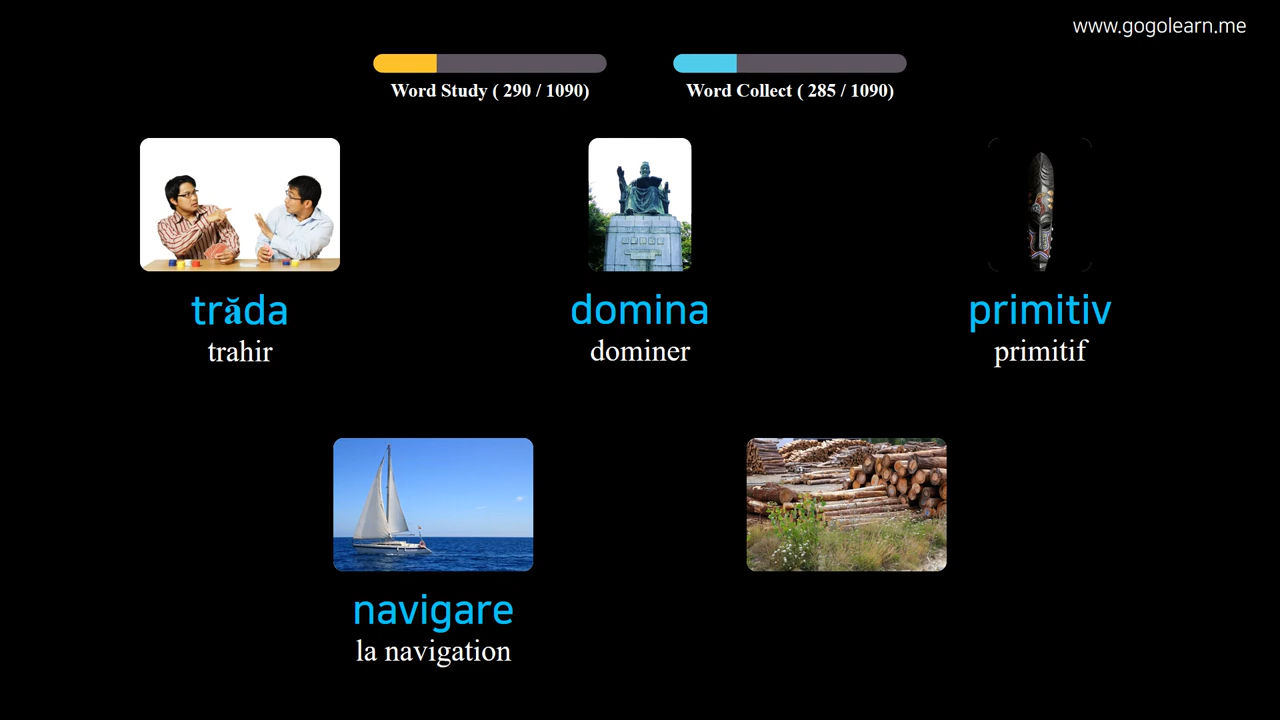 www.gogolearn.me
Word Study ( 290 / 1090)
Word Collect ( 285 / 1090)
trăda
trahir
domina
dominer
primitiv
primitif
navigare
la navigation